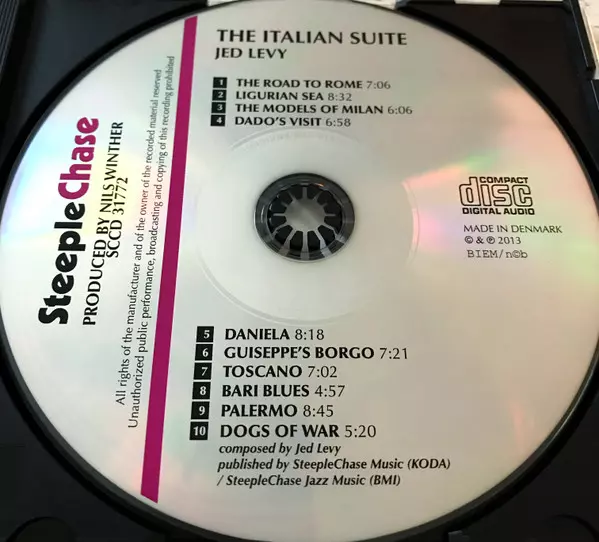 THE ITALIAN SUITE
JED LEVY
1 THE ROAD TO ROME 7:06
2 LIGURIAN SEA 8:32
3 THE MODELS OF MILAN 6:06
4 DADO'S VISIT 6:58
SteepleChase
PRODUCED BY NILS WINTHER
SCCD 31772
All rights of the manufacturer and of the owner of the recorded material reserved
Unauthorized public performance, broadcasting and copying of this recording prohibited
COMPACT
disc
DIGITAL AUDIO
MADE IN DENMARK
© & ℗ 2013
BIEM/n©b
5 DANIELA 8:18
6 GUISEPPE'S BORGO 7:21
7 TOSCANO 7:02
8 BARI BLUES 4:57
9 PALERMO 8:45
10 DOGS OF WAR 5:20
composed by Jed Levy
published by SteepleChase Music (KODA)
/ SteepleChase Jazz Music (BMI)